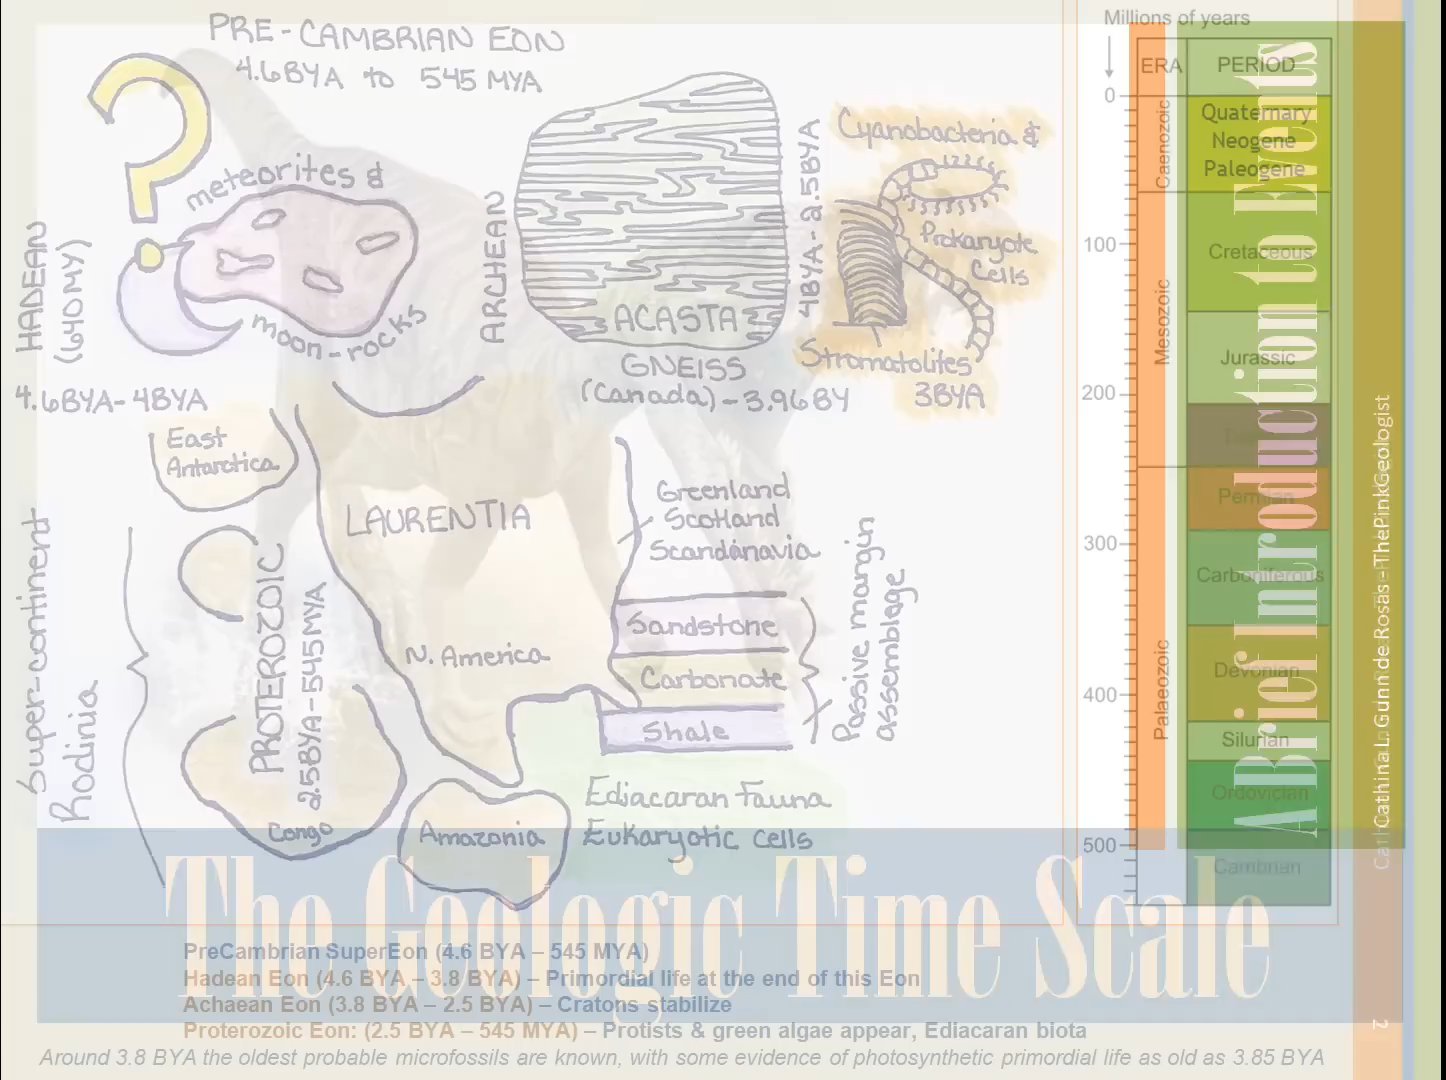 PRE-CAMBRIAN EON
4.6BYA to 545 MYA
HADEAN
(640MY)
4.6BYA-4BYA
meteorites &
moon-rocks
ARCHEAN
4BYA-2.5BYA
ACASTA
GNEISS
(Canada)-3.96BY
Cyanobacteria &
Prokaryote
Cells
Stromatolites
3BYA
East
Antarctica
LAURENTIA
N. America
Greenland
Scotland
Scandinavia
Sandstone
Carbonate
Shale
Passive margin
assemblage
Super-continent
Rhodinia
PROTEROZOIC
2.5BYA-545MYA
Congo
Amazonia
Ediacaran Fauna
Eukaryotic Cells
Millions of years
ERA
PERIOD
0
100
200
300
400
500
Caenozoic
Mesozoic
Palaeozoic
Quaternary
Neogene
Paleogene
Cretaceous
Jurassic
Permian
Carboniferous
Devonian
Silurian
Ordovician
Cambrian
A Brief Introduction to Events
Cathina L. Gunn de Rosas - ThePinkGeologist
2
The Geologic Time Scale
PreCambrian SuperEon (4.6 BYA – 545 MYA)
Hadean Eon (4.6 BYA – 3.8 BYA) – Primordial life at the end of this Eon
Achaean Eon (3.8 BYA – 2.5 BYA) – Cratons stabilize
Proterozoic Eon: (2.5 BYA – 545 MYA) – Protists & green algae appear, Ediacaran biota
Around 3.8 BYA the oldest probable microfossils are known, with some evidence of photosynthetic primordial life as old as 3.85 BYA